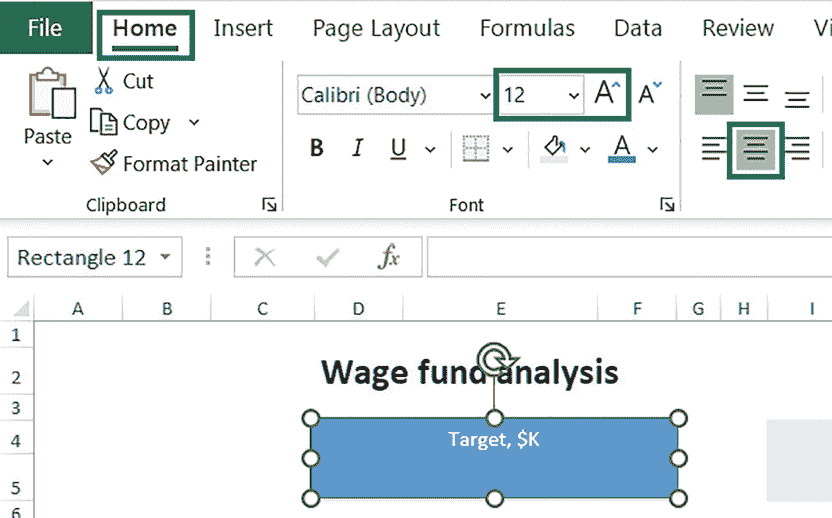 File Home Insert Page Layout Formulas Data Review
Cut
Calibri (Body) 12 A A
Copy
Paste
B I U A
Format Painter
Clipboard Font
Rectangle 12 fx
A B C D E F G H I
1
2 Wage fund analysis
3
4 Target, $K
5
6